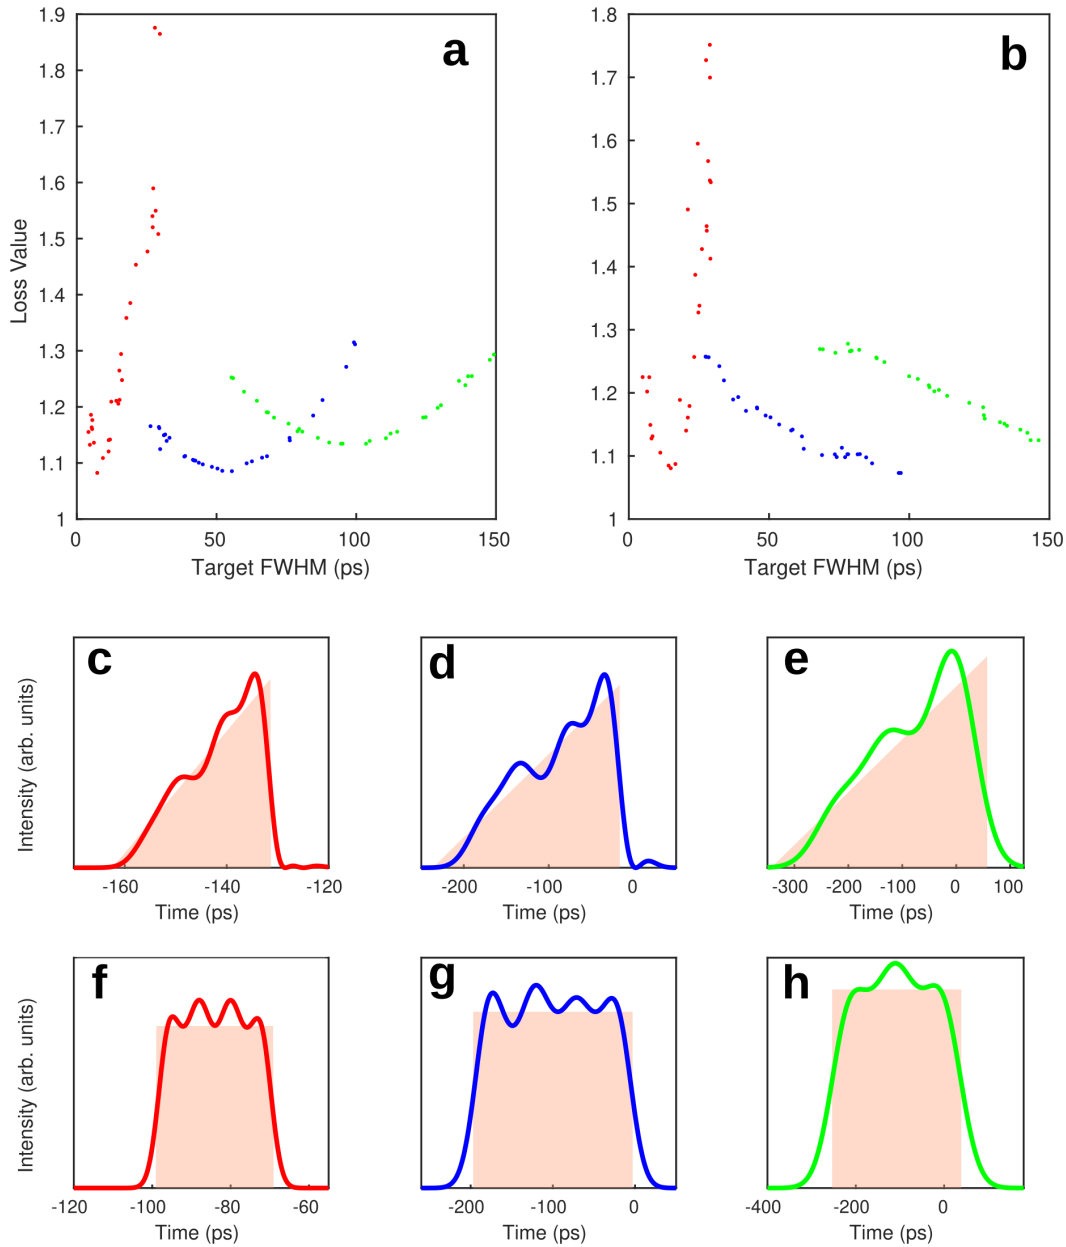 a
1.9
1.8
1.7
1.6
1.5
1.4
1.3
1.2
1.1
1
Loss Value
0 50 100 150
Target FWHM (ps)
b
1.8
1.7
1.6
1.5
1.4
1.3
1.2
1.1
1
0 50 100 150
Target FWHM (ps)
c
Intensity (arb. units)
-160 -140 -120
Time (ps)
d
-200 -100 0
Time (ps)
e
-300 -200 -100 0 100
Time (ps)
f
Intensity (arb. units)
-120 -100 -80 -60
Time (ps)
g
-200 -100 0
Time (ps)
h
-400 -200 0
Time (ps)